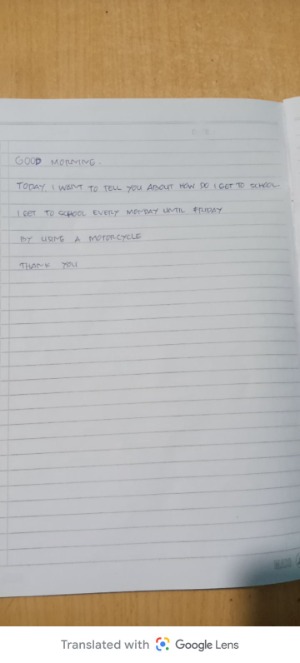 GOOD MORNING.
TODAY I WANT TO TELL YOU ABOUT HOW DO I GET TO SCHOOL.
I GET TO SCHOOL EVERY MONDAY UNTIL FRIDAY
BY USING A MOTORCYCLE
THANK YOU
Translated with Google Lens